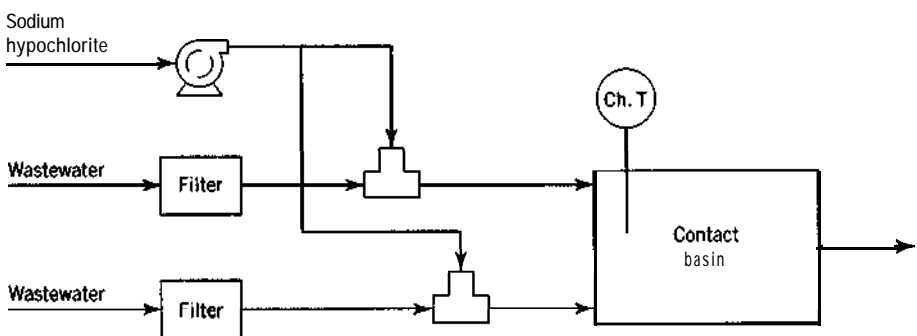 Sodium
hypochlorite
Ch. T
Wastewater
Filter
Contact
basin
Wastewater
Filter